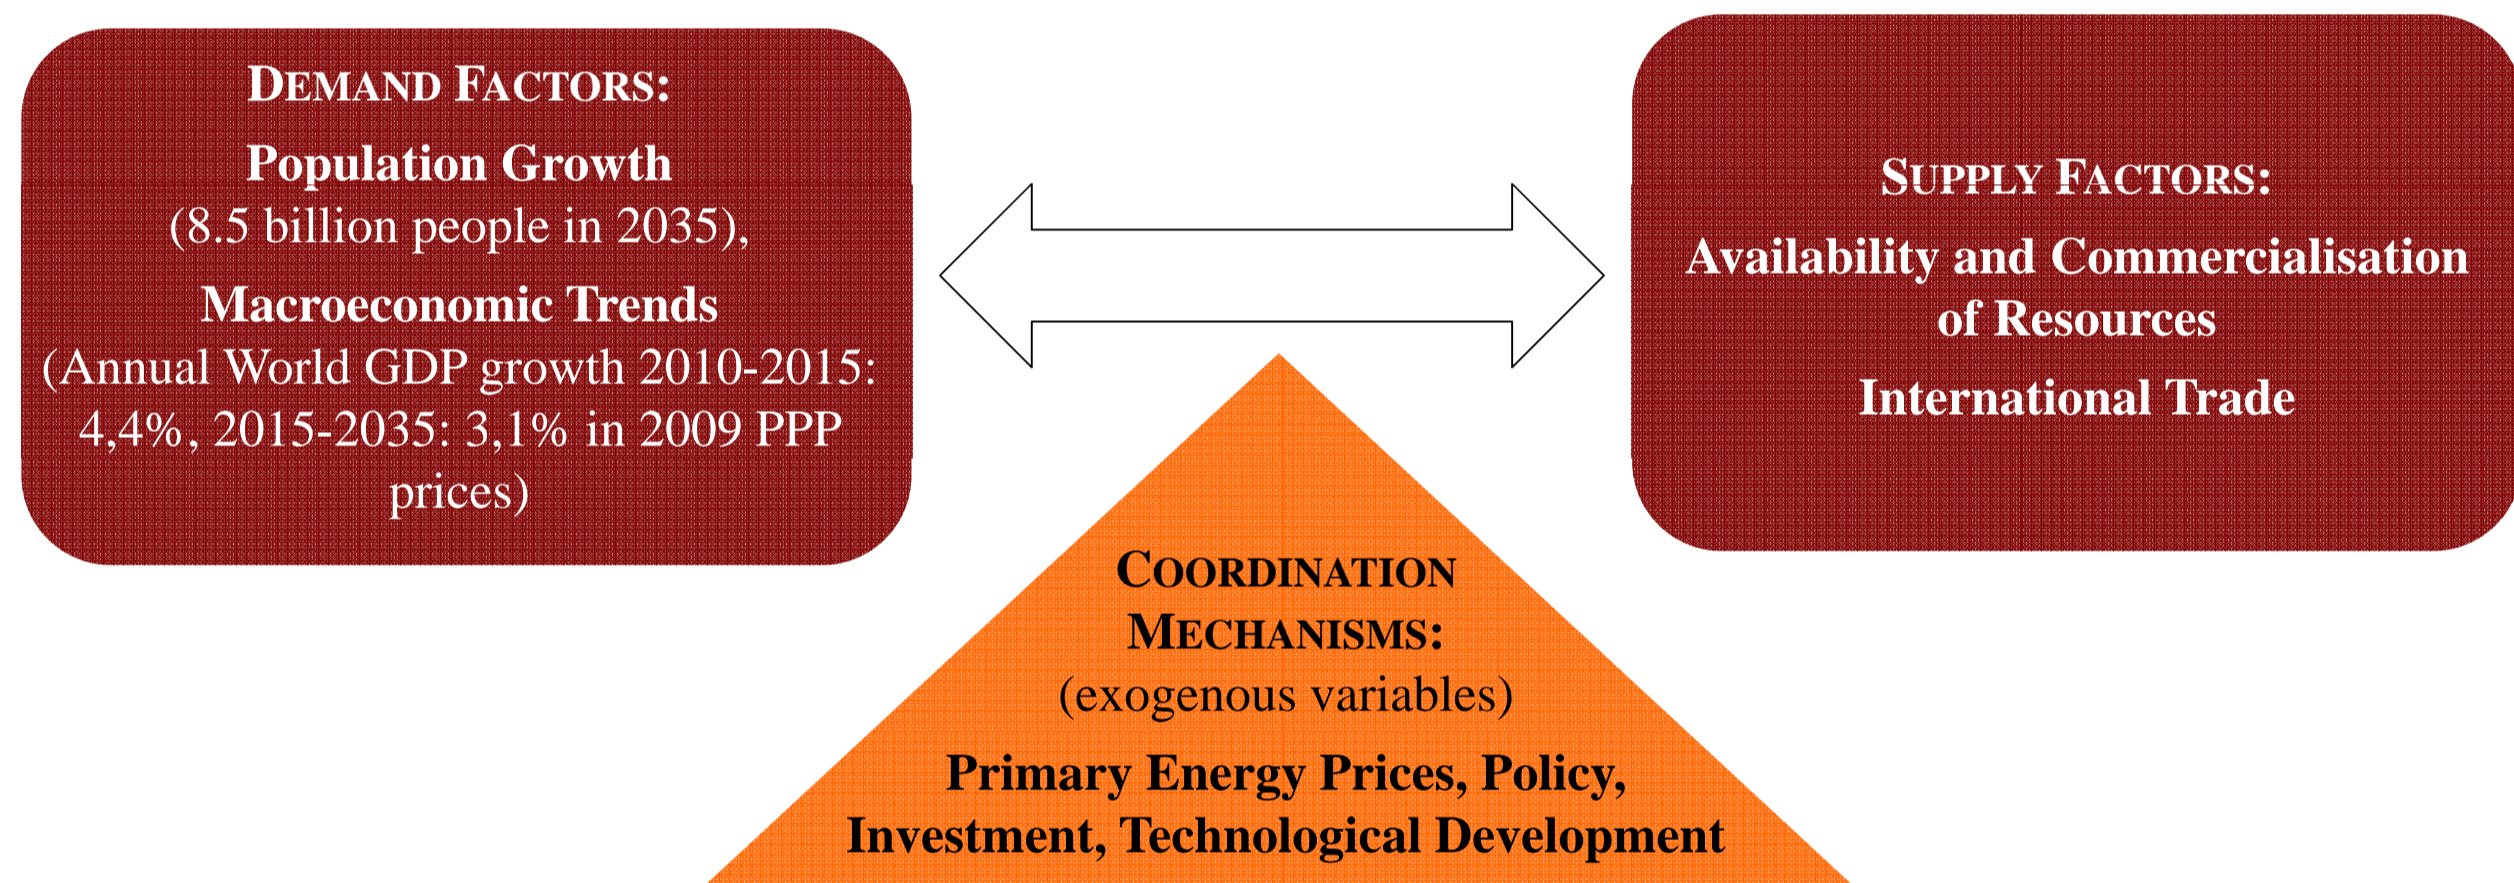 DEMAND FACTORS:
Population Growth
(8.5 billion people in 2035),
Macroeconomic Trends
(Annual World GDP growth 2010-2015:
4,4%, 2015-2035: 3,1% in 2009 PPP
prices)
SUPPLY FACTORS:
Availability and Commercialisation
of Resources
International Trade
COORDINATION
MECHANISMS:
(exogenous variables)
Primary Energy Prices, Policy,
Investment, Technological Development